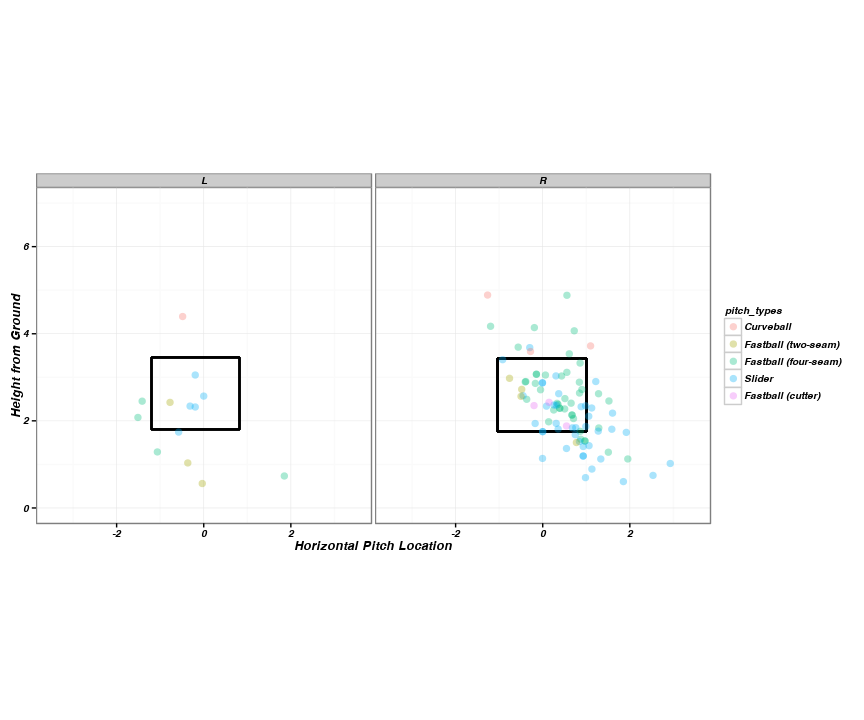 L R
6
4
2
0
-2 0 2 -2 0 2
Horizontal Pitch Location
Height from Ground
pitch_types
Curveball
Fastball (two-seam)
Fastball (four-seam)
Slider
Fastball (cutter)